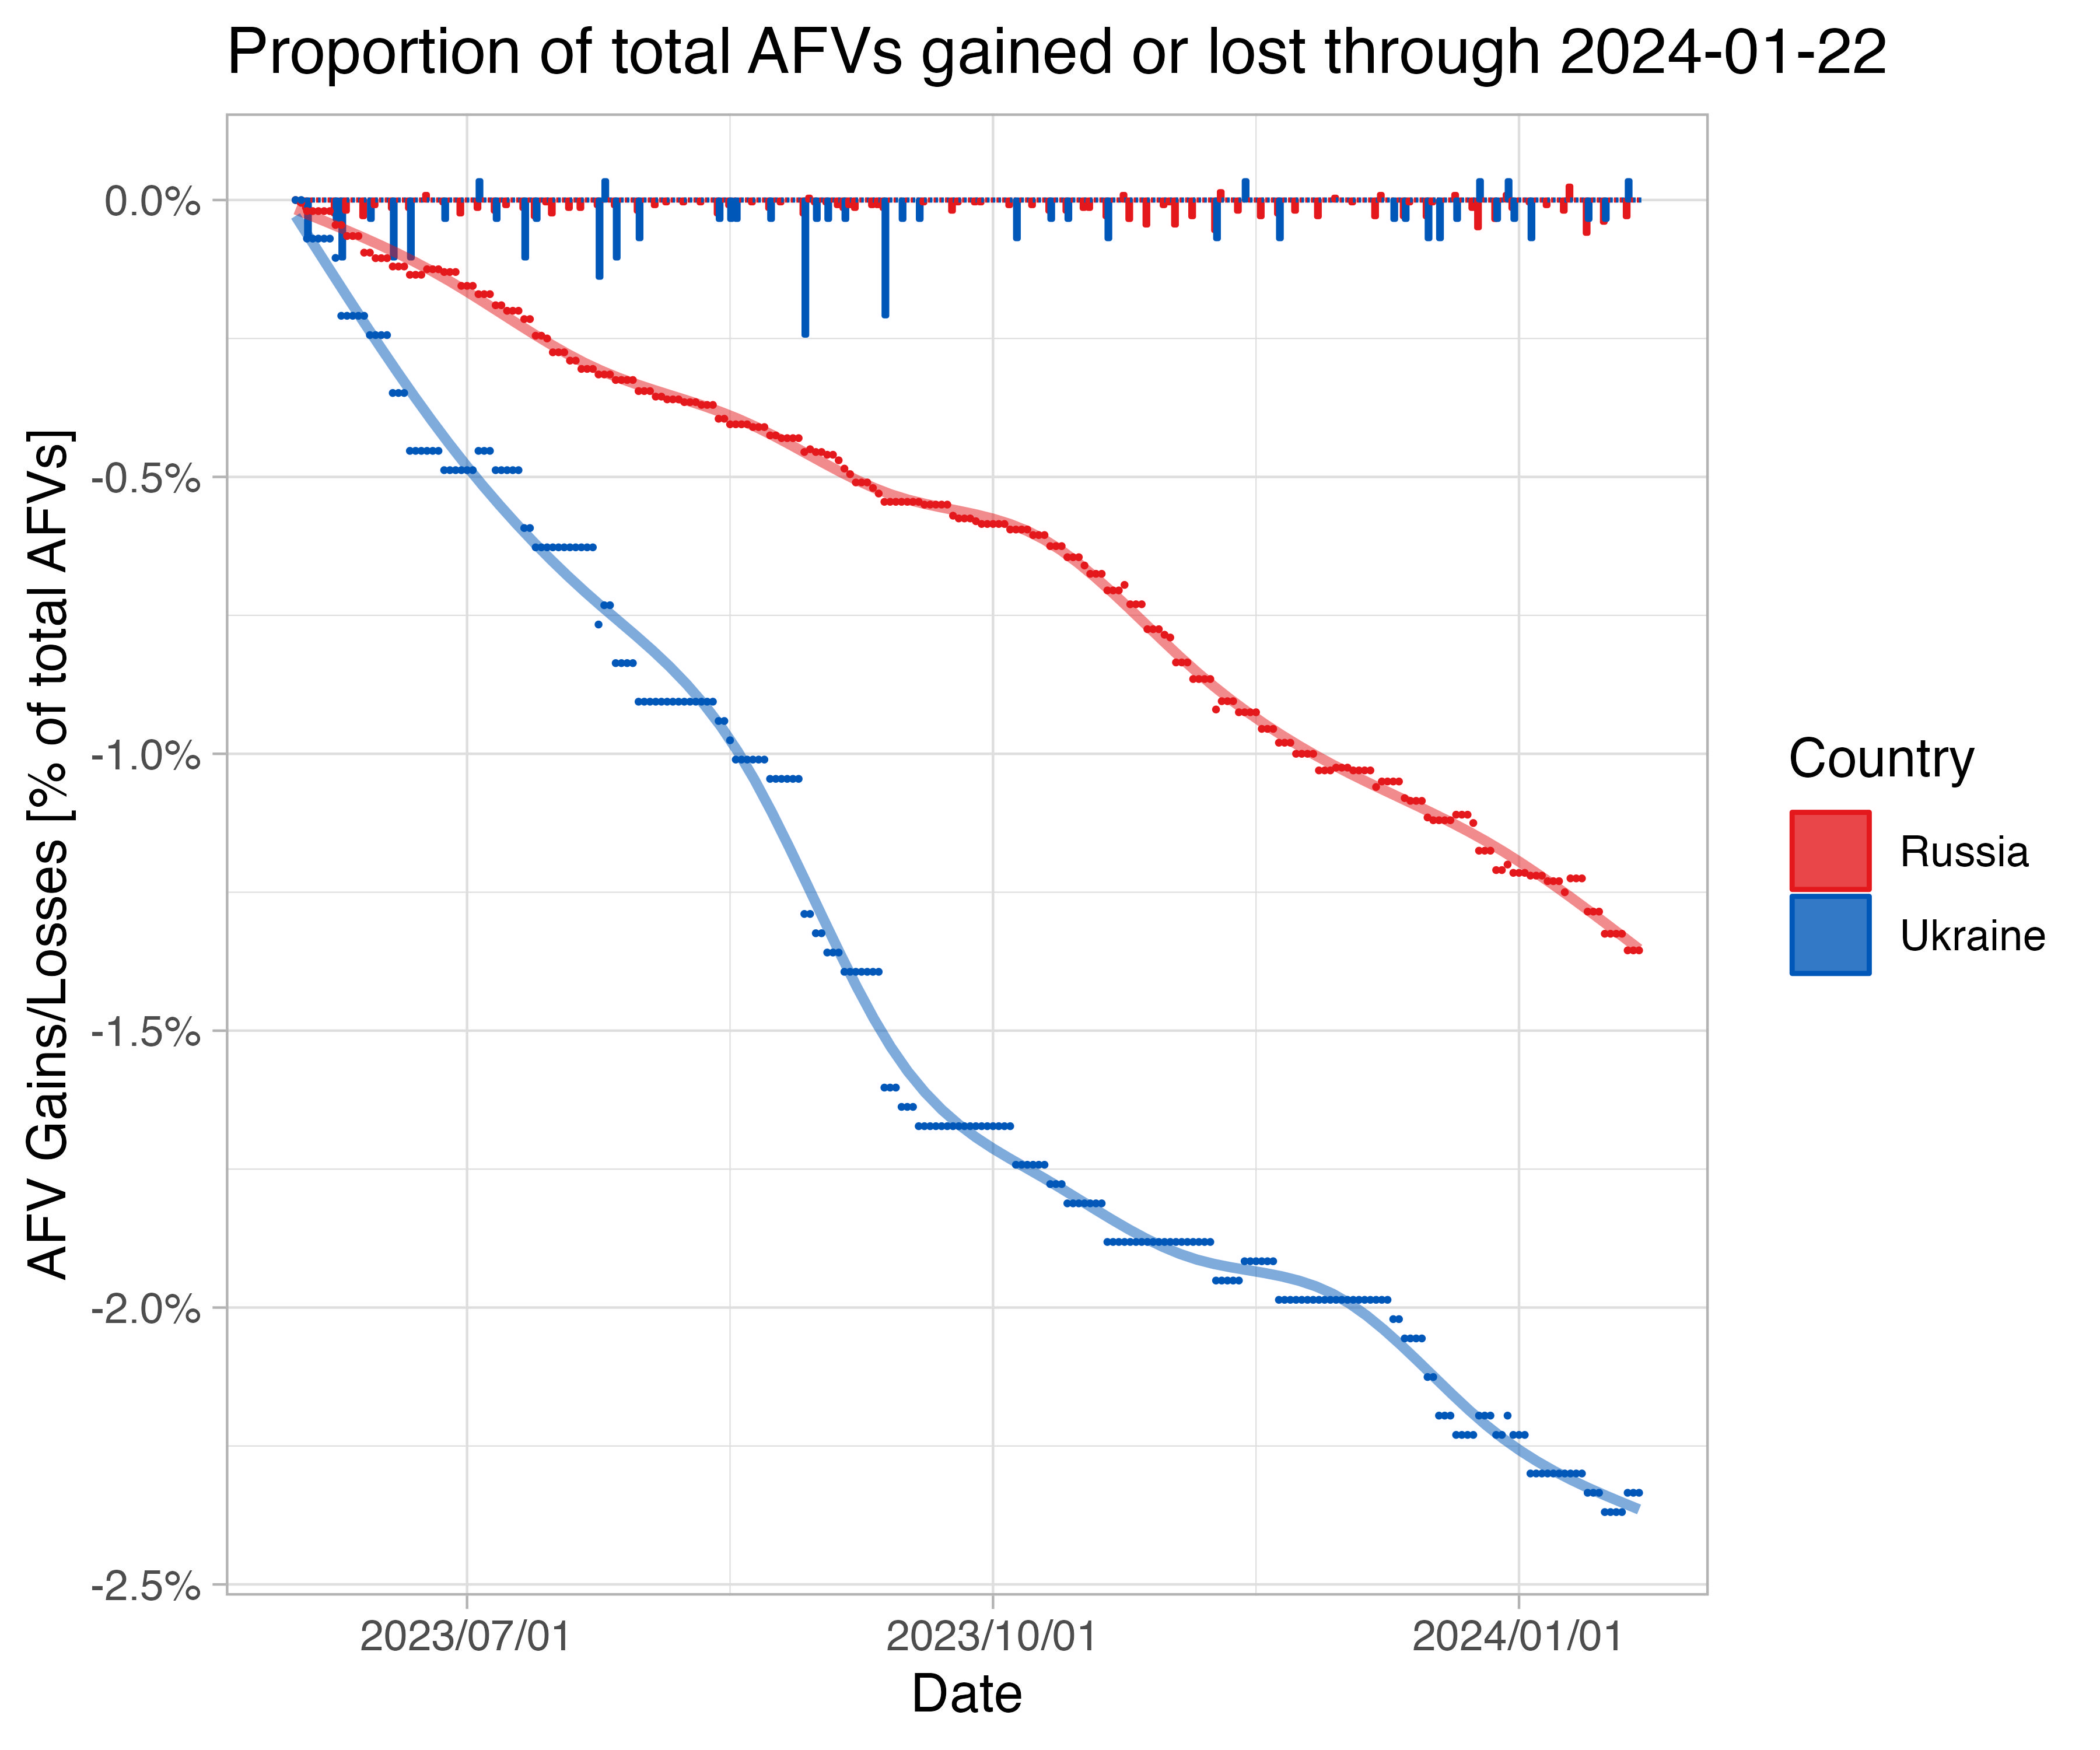 Proportion of total AFVs gained or lost through 2024-01-22
AFV Gains/Losses [% of total AFVs]
0.0%
-0.5%
-1.0%
-1.5%
-2.0%
-2.5%
2023/07/01
2023/10/01
2024/01/01
Date
Country
Russia
Ukraine